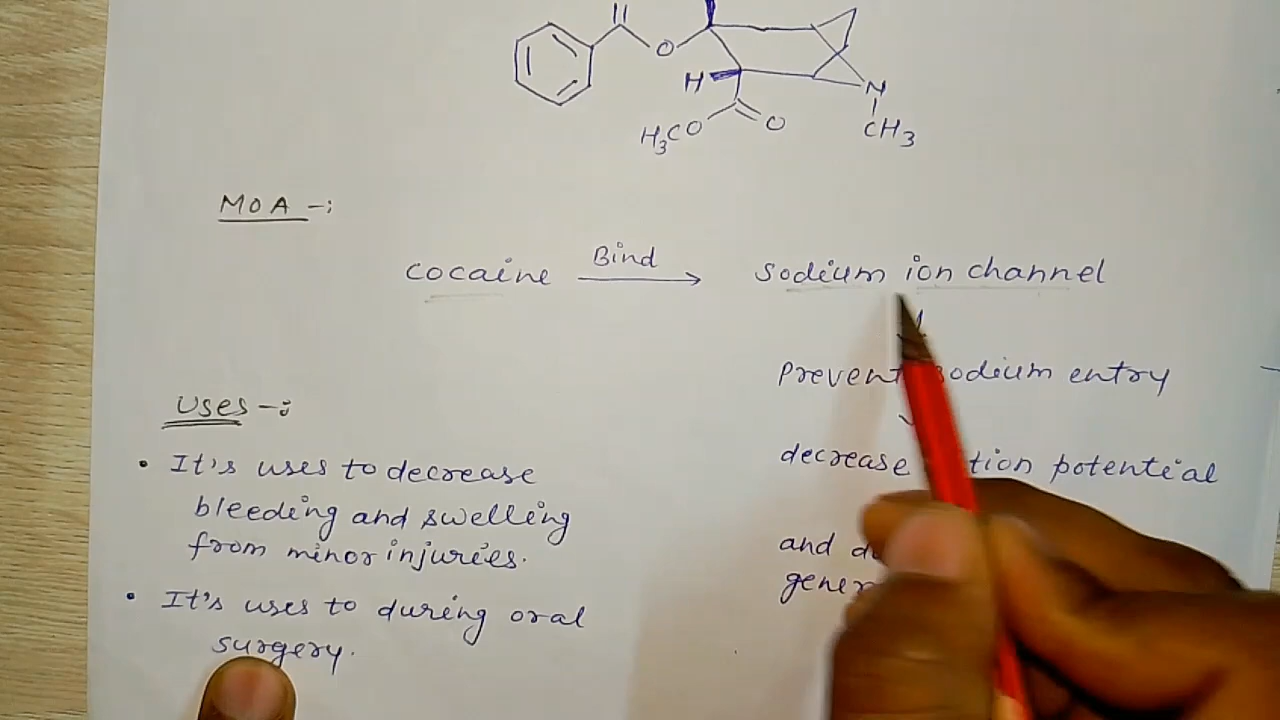 O
H
N
H3CO
O
CH3
MOA -:
cocaine Bind sodium ion channel
Prevent sodium entry
decrease potential
and
Uses -:
• It's uses to decrease
bleeding and swelling
from minor injuries.
• It's uses to during oral
surgery.